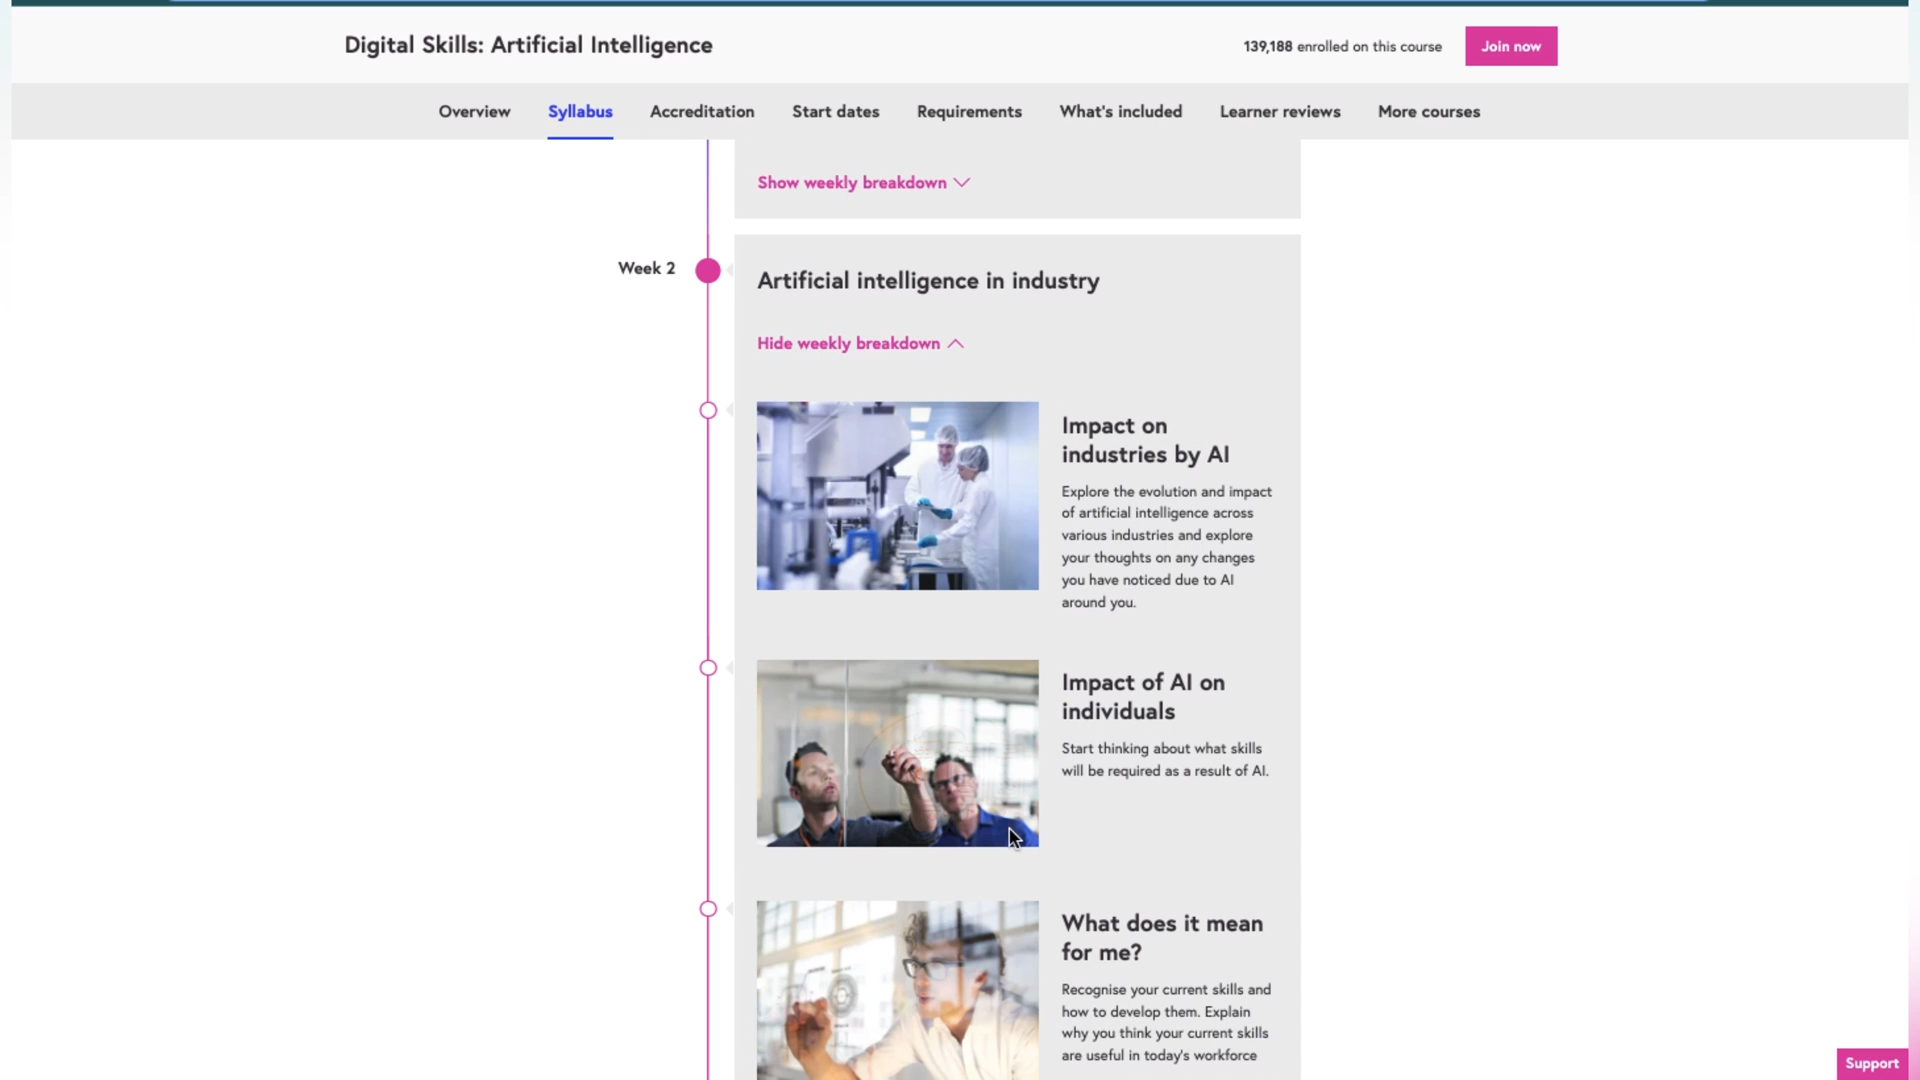 Digital Skills: Artificial Intelligence
139,188 enrolled on this course
Join now
Overview
Syllabus
Accreditation
Start dates
Requirements
What's included
Learner reviews
More courses
Show weekly breakdown
Week 2
Artificial intelligence in industry
Hide weekly breakdown
Impact on
industries by AI
Explore the evolution and impact
of artificial intelligence across
various industries and explore
your thoughts on any changes
you have noticed due to AI
around you.
Impact of AI on
individuals
Start thinking about what skills
will be required as a result of AI.
What does it mean
for me?
Recognise your current skills and
how to develop them. Explain
why you think your current skills
are useful in today's workforce
Support